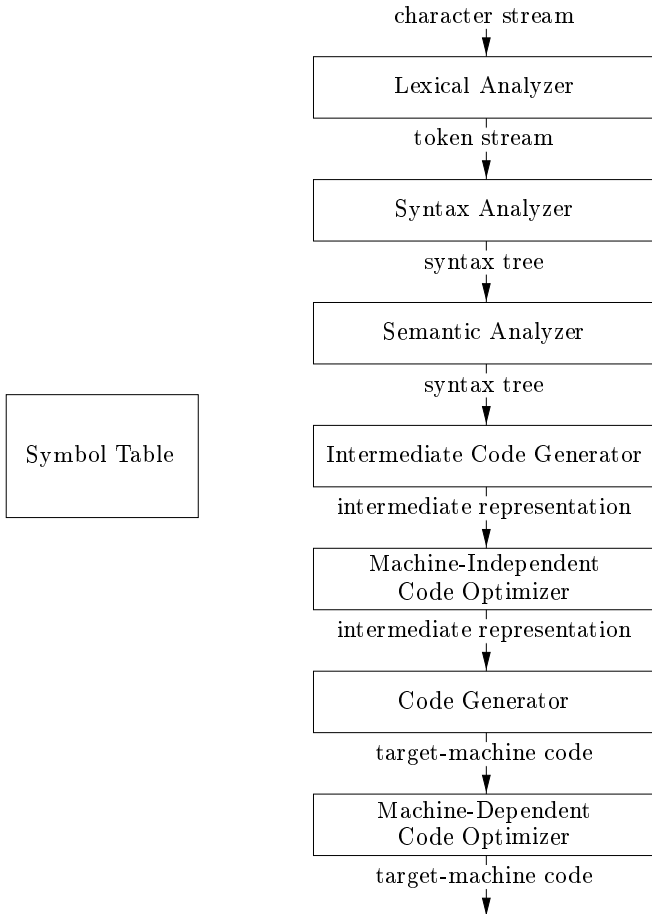 character stream
Lexical Analyzer
token stream
Syntax Analyzer
syntax tree
Semantic Analyzer
syntax tree
Symbol Table
Intermediate Code Generator
intermediate representation
Machine-Independent
Code Optimizer
intermediate representation
Code Generator
target-machine code
Machine-Dependent
Code Optimizer
target-machine code